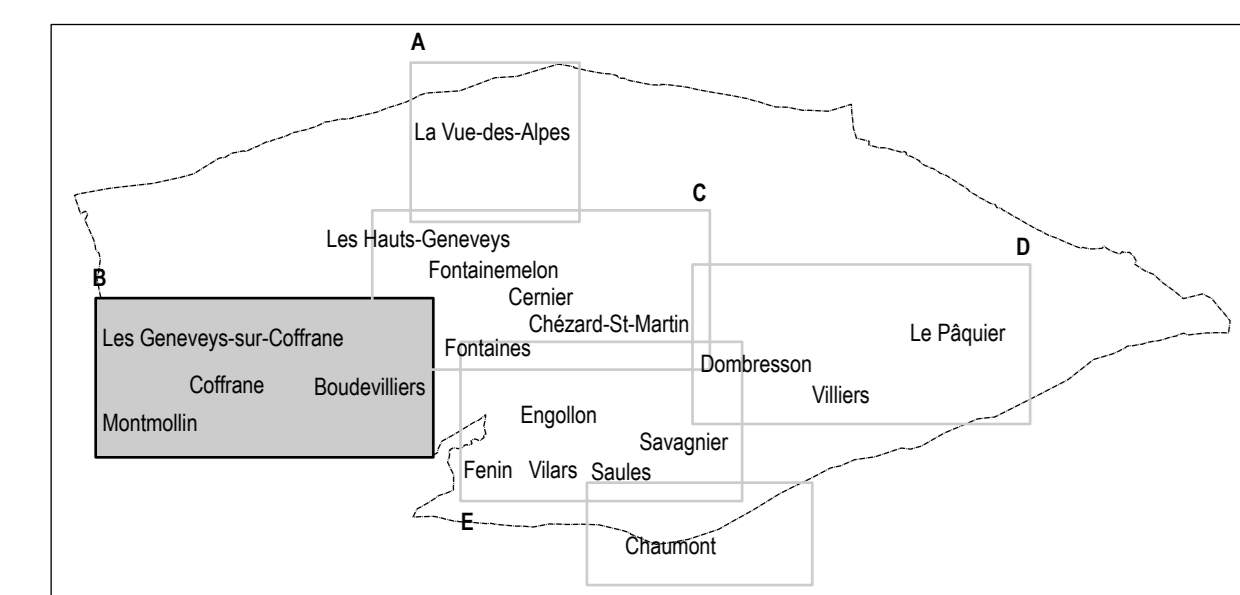 A
La Vue-des-Alpes
C
Les Hauts-Geneveys
D
Fontainemelon
B
Cernier
Chézard-St-Martin
Le Pâquier
Les Geneveys-sur-Coffrane
Fontaines
Dombresson
Coffrane
Boudevilliers
Villiers
Montmollin
Engollon
Savagnier
Fenin
Vilars
Saules
E
Chaumont